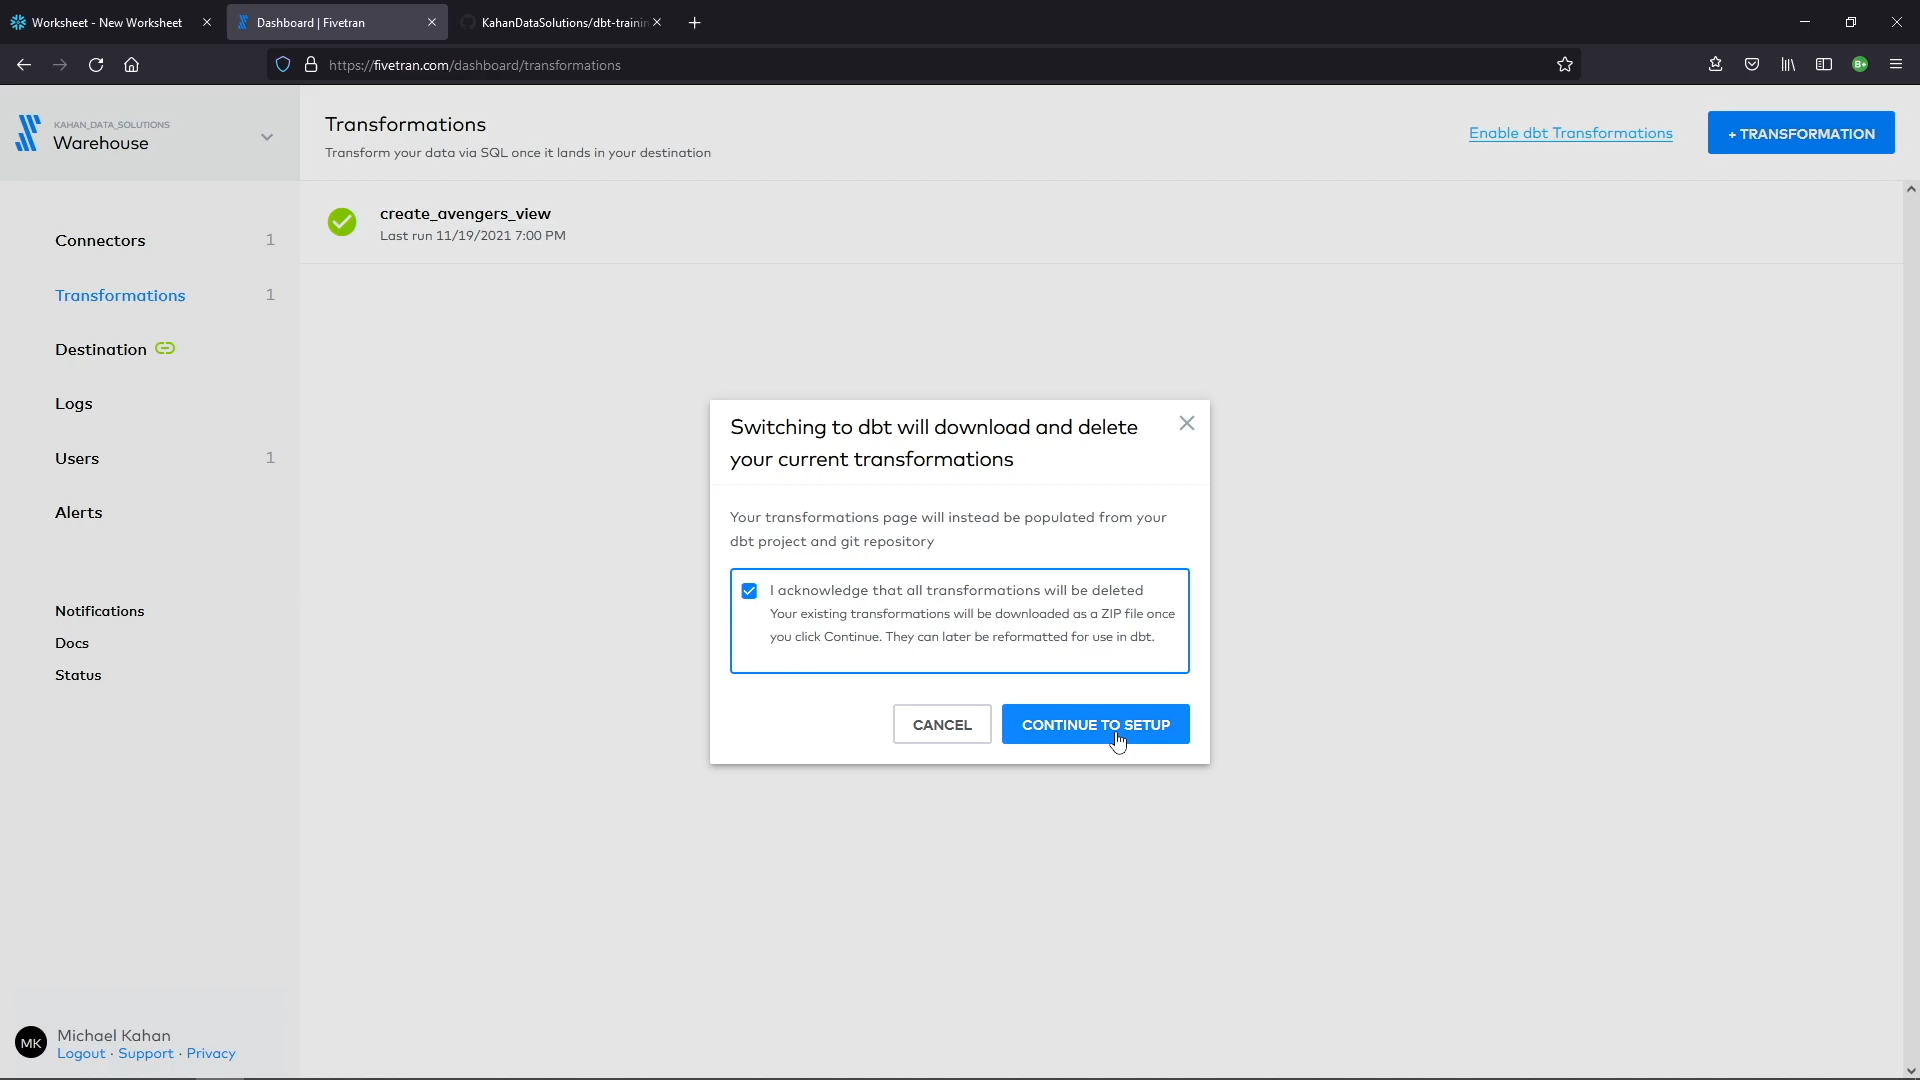 Worksheet - New Worksheet
Dashboard | Fivetran
KahanDataSolutions/dbt-trainin
https://fivetran.com/dashboard/transformations
B+
KAHAN_DATA_SOLUTIONS
Warehouse
Transformations
Transform your data via SQL once it lands in your destination
Enable dbt Transformations
+ TRANSFORMATION
create_avengers_view
Last run 11/19/2021 7:00 PM
Connectors 1
Transformations 1
Destination
Logs
Users 1
Alerts
Notifications
Docs
Status
Switching to dbt will download and delete
your current transformations
Your transformations page will instead be populated from your
dbt project and git repository
I acknowledge that all transformations will be deleted
Your existing transformations will be downloaded as a ZIP file once
you click Continue. They can later be reformatted for use in dbt.
CANCEL
CONTINUE TO SETUP
MK
Michael Kahan
Logout · Support · Privacy